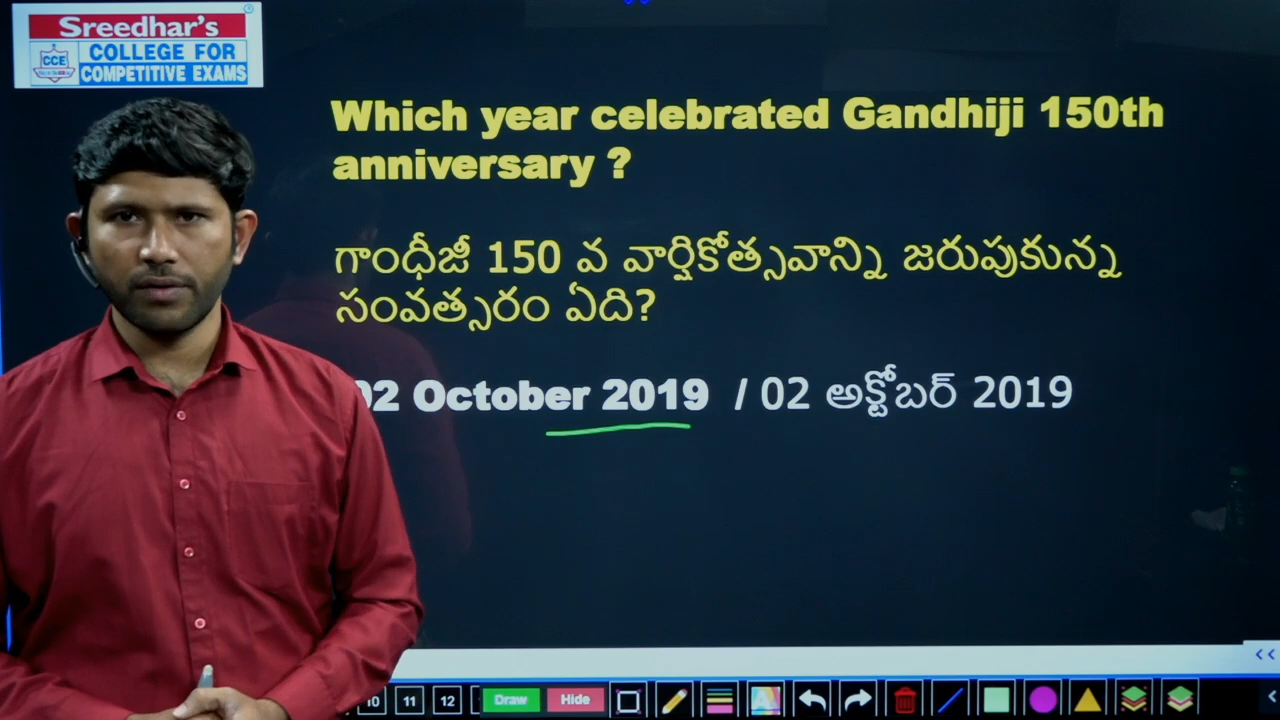 Sreedhar's
CCE
COLLEGE FOR
COMPETITIVE EXAMS
Which year celebrated Gandhiji 150th
anniversary ?
గాంధీజీ 150 వ వార్షికోత్సవాన్ని జరుపుకున్న
సంవత్సరం ఏది?
02 October 2019 / 02 అక్టోబర్ 2019
<<
10 11 12 Draw Hide A <